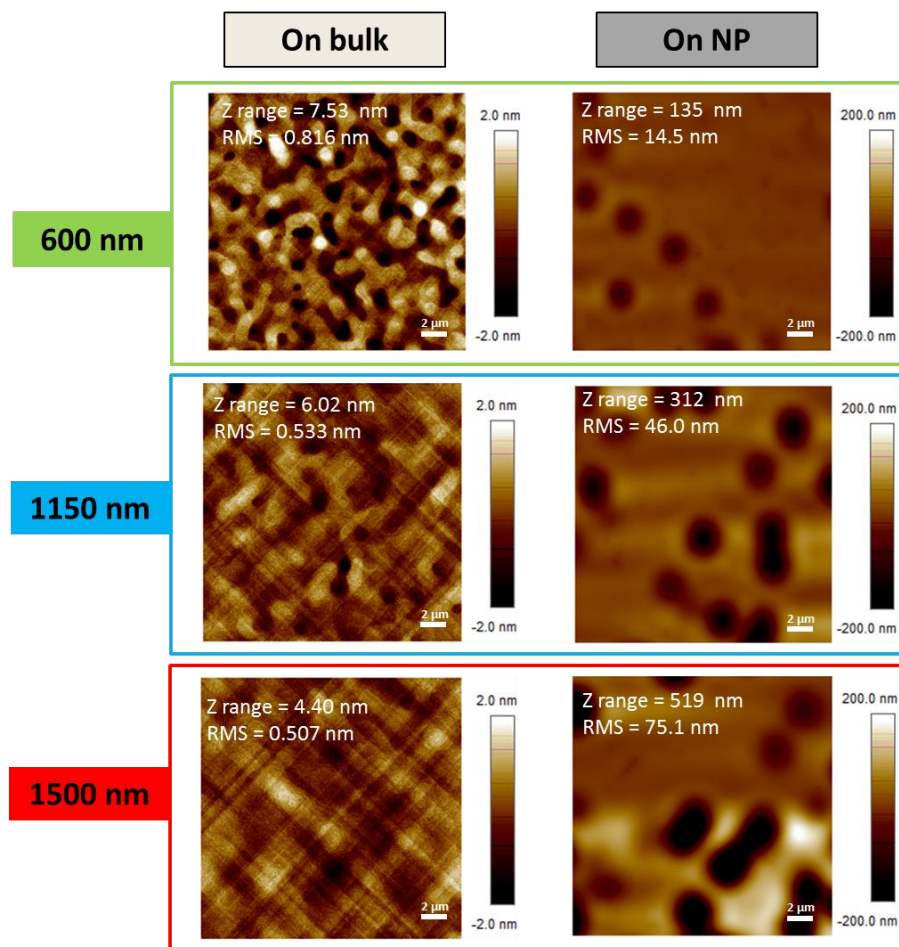 On bulk
On NP
600 nm
Z range = 7.53 nm
RMS = 0.816 nm
2 µm
2.0 nm
-2.0 nm
Z range = 135 nm
RMS = 14.5 nm
2 µm
200.0 nm
-200.0 nm
1150 nm
Z range = 6.02 nm
RMS = 0.533 nm
2 µm
2.0 nm
-2.0 nm
Z range = 312 nm
RMS = 46.0 nm
2 µm
200.0 nm
-200.0 nm
1500 nm
Z range = 4.40 nm
RMS = 0.507 nm
2 µm
2.0 nm
-2.0 nm
Z range = 519 nm
RMS = 75.1 nm
2 µm
200.0 nm
-200.0 nm